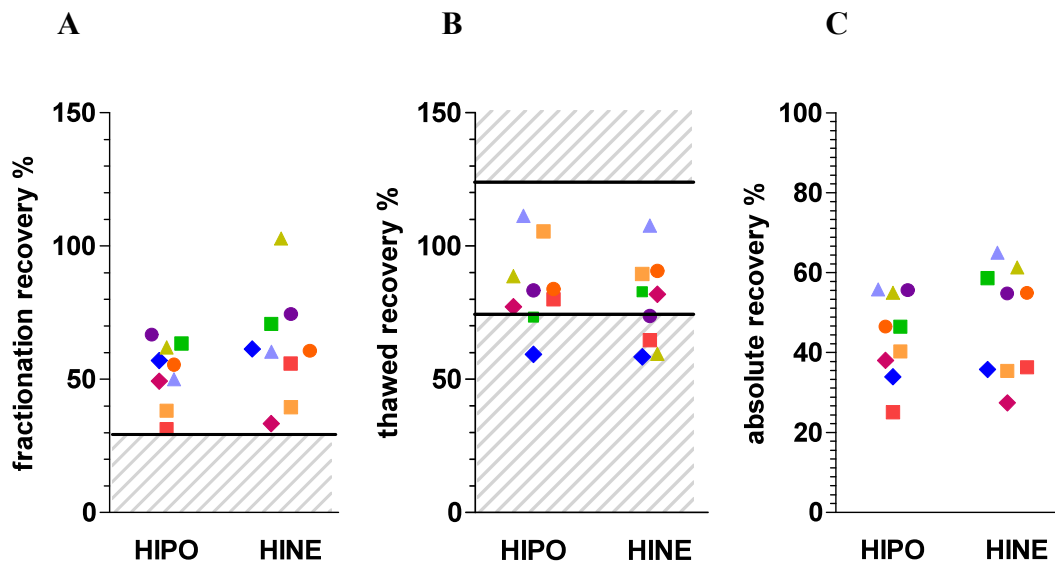 A
B
C
fractionation recovery %
150
100
50
0
HIPO HINE
thawed recovery %
150
100
50
0
HIPO HINE
absolute recovery %
100
80
60
40
20
0
HIPO HINE